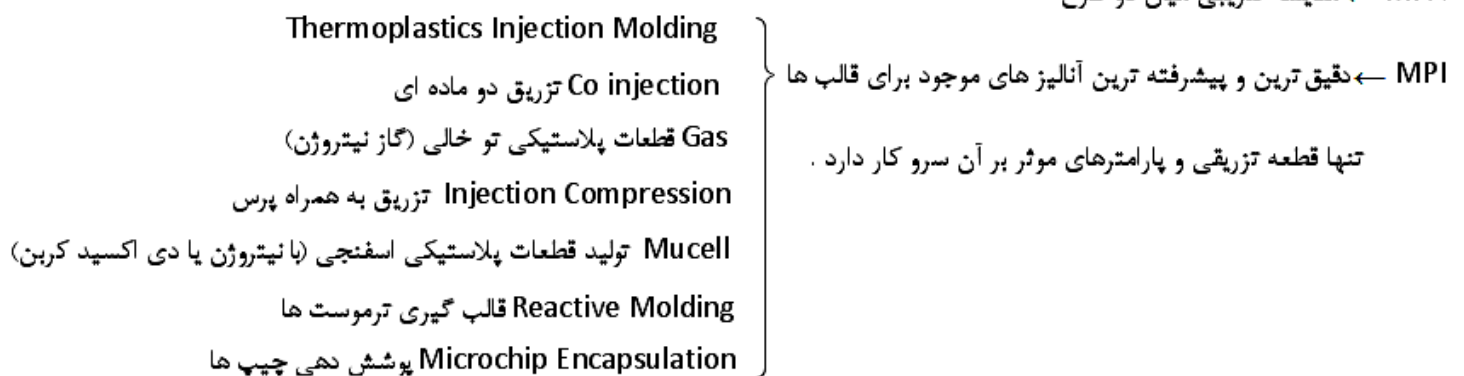 MPI ← دقیق ترین و پیشرفته ترین آنالیز های موجود برای قالب ها
تنها قطعه تزریقی و پارامترهای موثر بر آن سرو کار دارد .
Thermoplastics Injection Molding
Co injection تزریق دو ماده ای
Gas قطعات پلاستیکی تو خالی (گاز نیتروژن)
Injection Compression تزریق به همراه پرس
Mucell تولید قطعات پلاستیکی اسفنجی (با نیتروژن یا دی اکسید کربن)
Reactive Molding قالب گیری ترموست ها
Microchip Encapsulation پوشش دهی چیپ ها